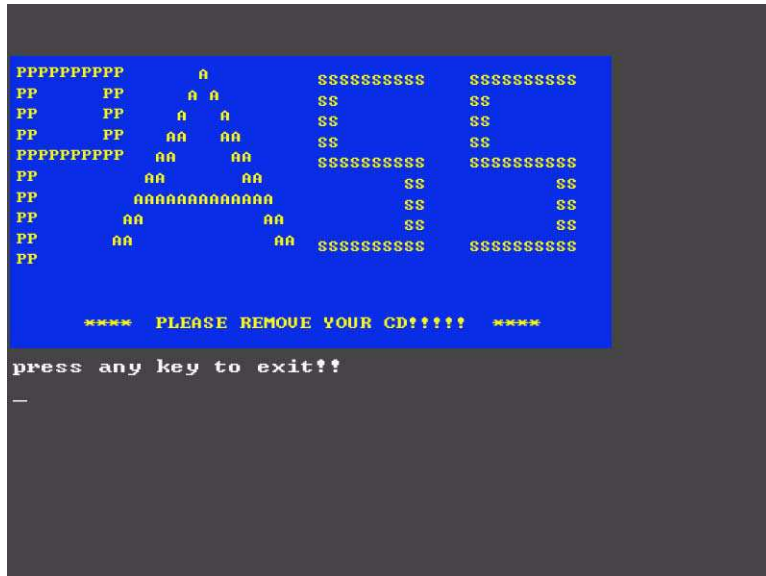 PPPPPPPPPP A SSSSSSSSSS SSSSSSSSSS
PP PP A A SS SS
PP PP A A SS SS
PP PP AA AA SS SS
PPPPPPPPPP AA AA SSSSSSSSSS SSSSSSSSSS
PP AA AA SS SS
PP AAAAAAAAAAAAA SS SS
PP AA AA SS SS
PP AA AA SSSSSSSSSS SSSSSSSSSS
PP
**** PLEASE REMOVE YOUR CD!!!!! ****
press any key to exit!!
_